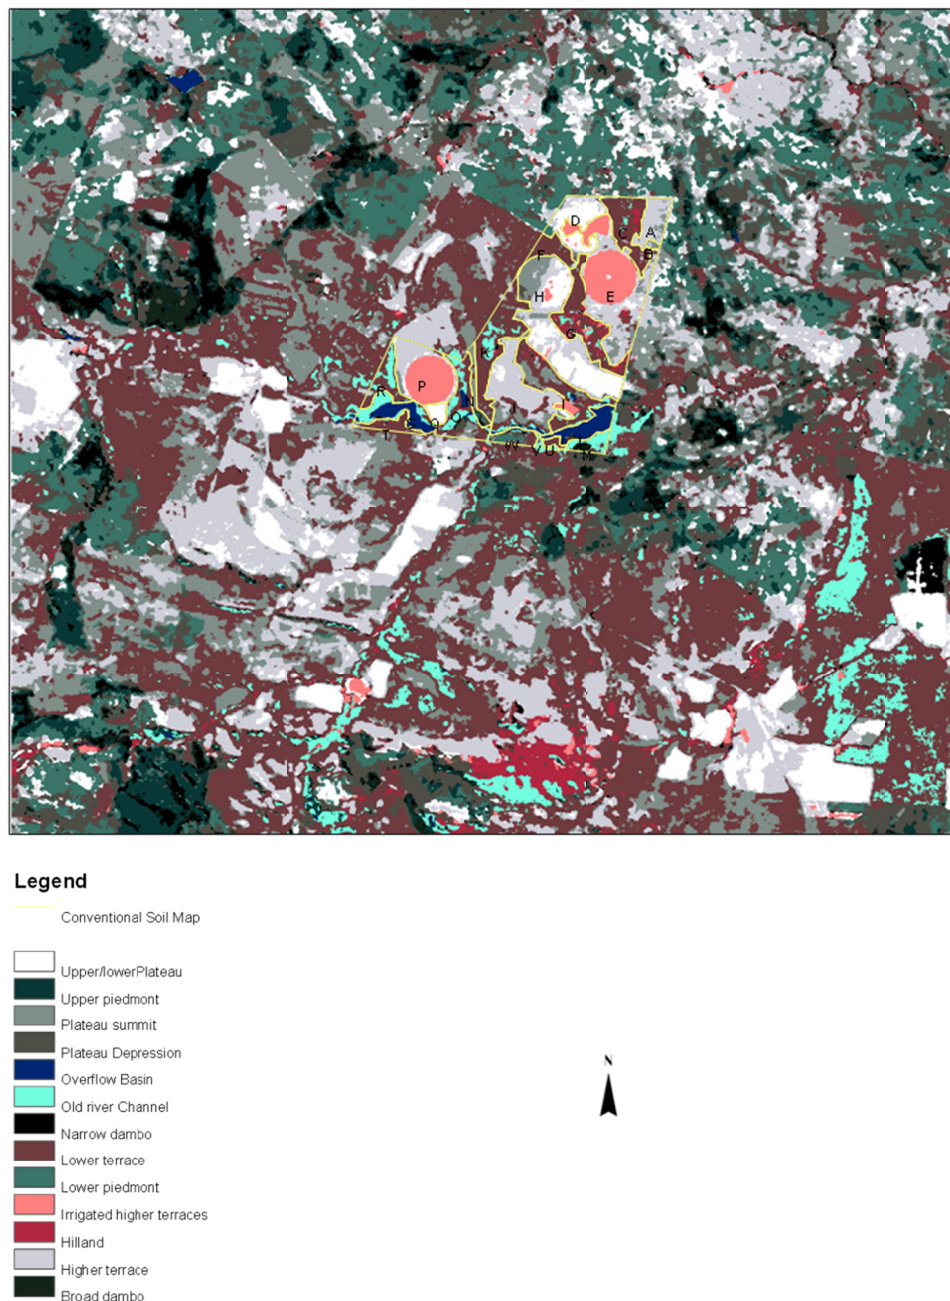 D
A
C
B
F
H
E
G
K
P
R
N
J
I
O
Q
S
T
L
W
V
U
M
Legend
Conventional Soil Map
Upper/lowerPlateau
Upper piedmont
Plateau summit
Plateau Depression
Overflow Basin
Old river Channel
Narrow dambo
Lower terrace
Lower piedmont
Irrigated higher terraces
Hilland
Higher terrace
Broad dambo
N